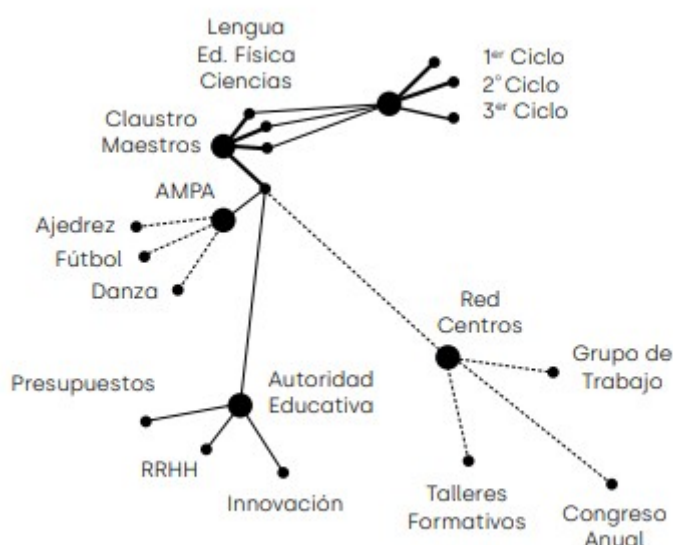 Lengua
Ed. Física
Ciencias
1er Ciclo
2º Ciclo
3er Ciclo
Claustro
Maestros
AMPA
Ajedrez
Fútbol
Danza
Red
Centros
Grupo de
Trabajo
Presupuestos
Autoridad
Educativa
RRHH
Innovación
Talleres
Formativos
Congreso
Anual